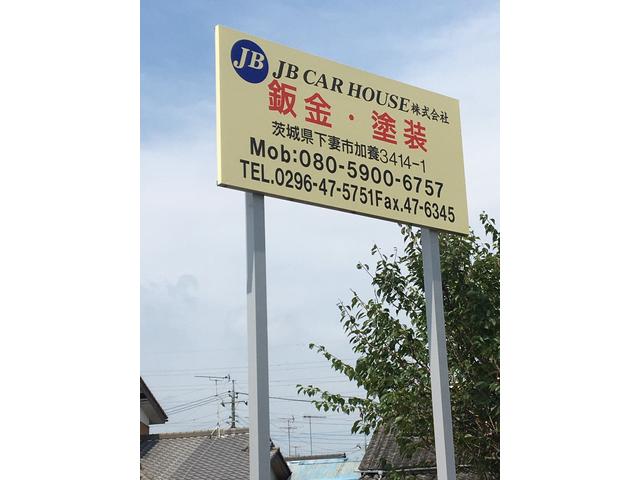 JB JB CAR HOUSE株式会社
鈑金・塗装
茨城県下妻市加養3414-1
Mob:080-5900-6757
TEL.0296-47-5751Fax.47-6345